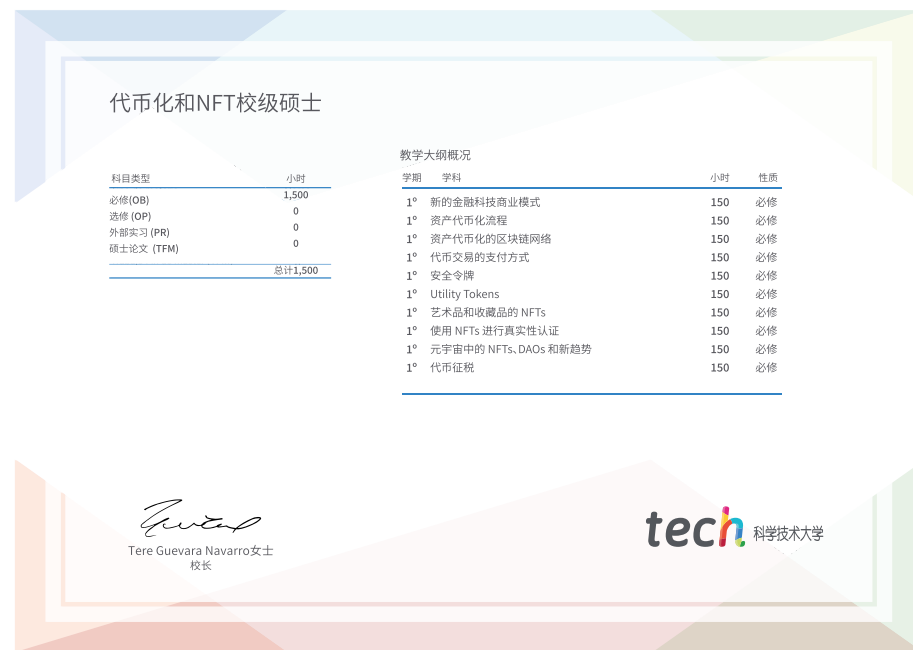 代币化和NFT校级硕士
科目类型 小时
必修(OB) 1,500
选修 (OP) 0
外部实习 (PR) 0
硕士论文 (TFM) 0
总计1,500
教学大纲概况
学期 学科 小时 性质
1º 新的金融科技商业模式 150 必修
1º 资产代币化流程 150 必修
1º 资产代币化的区块链网络 150 必修
1º 代币交易的支付方式 150 必修
1º 安全令牌 150 必修
1º Utility Tokens 150 必修
1º 艺术品和收藏品的 NFTs 150 必修
1º 使用 NFTs 进行真实性认证 150 必修
1º 元宇宙中的 NFTs、DAOs 和新趋势 150 必修
1º 代币征税 150 必修
Tere Guevara Navarro女士
校长
tech 科学技术大学